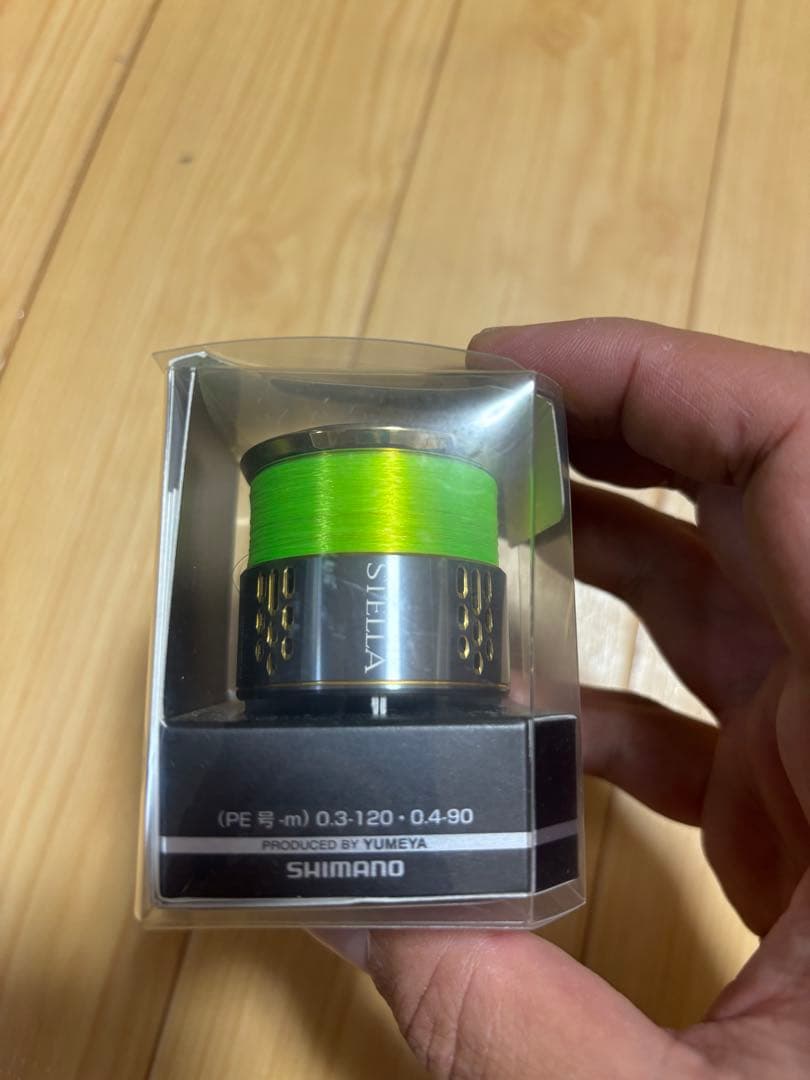 STELLA
(PE 号-m) 0.3-120・0.4-90
PRODUCED BY YUMEYA
SHIMANO